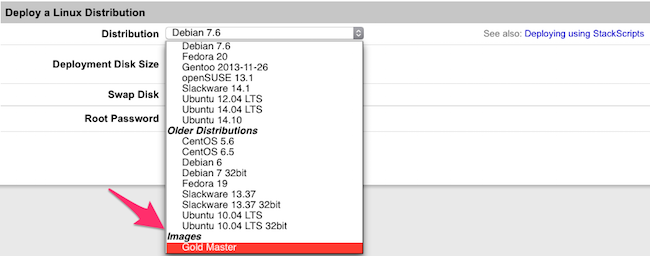 Deploy a Linux Distribution
Distribution
Debian 7.6
See also: Deploying using StackScripts
Deployment Disk Size
Swap Disk
Root Password
Debian 7.6
Fedora 20
Gentoo 2013-11-26
openSUSE 13.1
Slackware 14.1
Ubuntu 12.04 LTS
Ubuntu 14.04 LTS
Ubuntu 14.10
Older Distributions
CentOS 5.6
CentOS 6.5
Debian 6
Debian 7 32bit
Fedora 19
Slackware 13.37
Slackware 13.37 32bit
Ubuntu 10.04 LTS
Ubuntu 10.04 LTS 32bit
Images
Gold Master